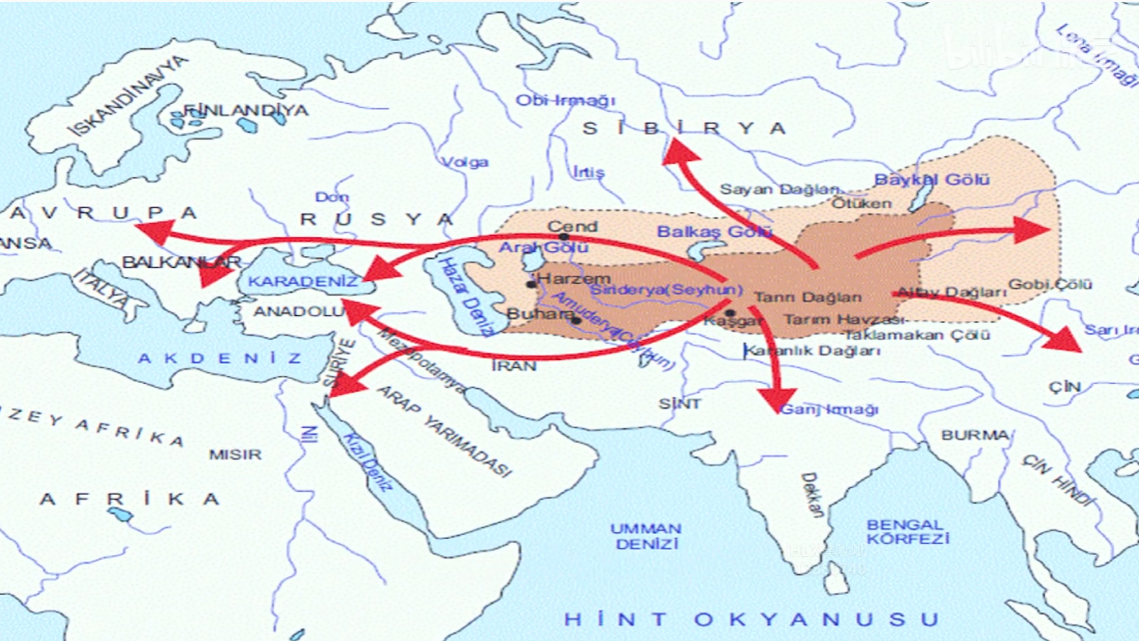 bilibili
Lena Irmağı
İSKANDİNAVYA
FİNLANDİYA
Obi Irmağı
SİBİRYA
Volga
İrtiş
Baykal Gölü
Sayan Dağları
Ötüken
Don
AVRUPA
RUSYA
Cend
Balkaş Gölü
ANSA
Aral Gölü
BALKANLAR
KARADENİZ
Hazar Denizi
Harzem
Sirıderya(Seyhun)
Gobi Çölü
İTALYA
Tanrı Dağları
Altay Dağları
ANADOLU
Buhara
Amuderya(Ceyhun)
Kaşgar
Tarım Havzası
Taklamakan Çölü
Sarı Ir
AKDENİZ
SURİYE
Mezopotamya
İRAN
Karanlık Dağları
ÇİN
ARAP YARIMADASI
SİNT
Ganj Irmağı
ZEY AFRİKA
Nil
MISIR
Kızıl Deniz
BURMA
ÇİN HİNDİ
AFRİKA
Dekkan
UMMAN
DENİZİ
BENGAL
KÖRFEZİ
HİNT OKYANUSU